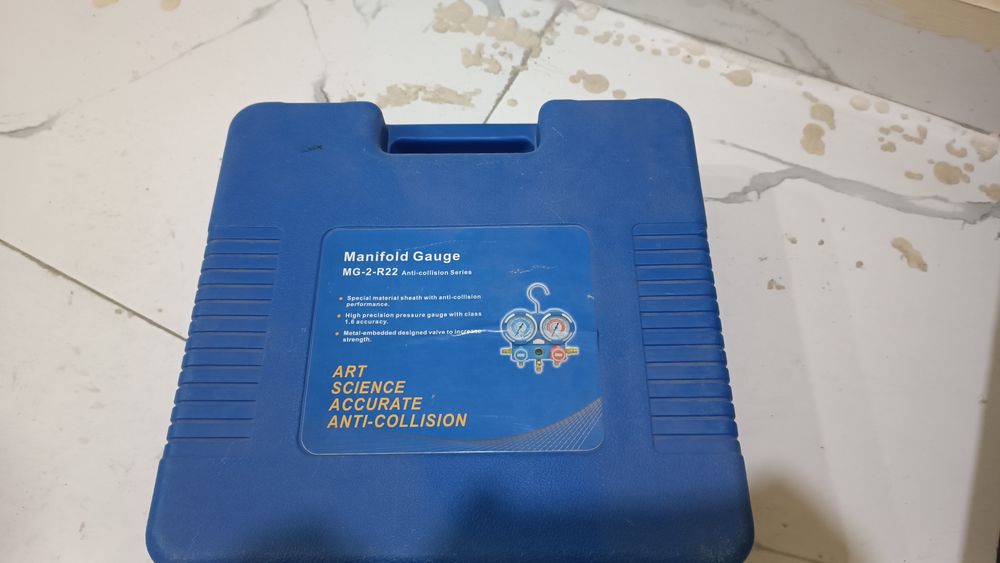 Manifold Gauge
MG-2-R22 Anti-collision Series
Special material sheath with anti-collision
performance.
High precision pressure gauge with class
1.6 accuracy.
Metal-embedded designed valve to increase
strength.
ART
SCIENCE
ACCURATE
ANTI-COLLISION